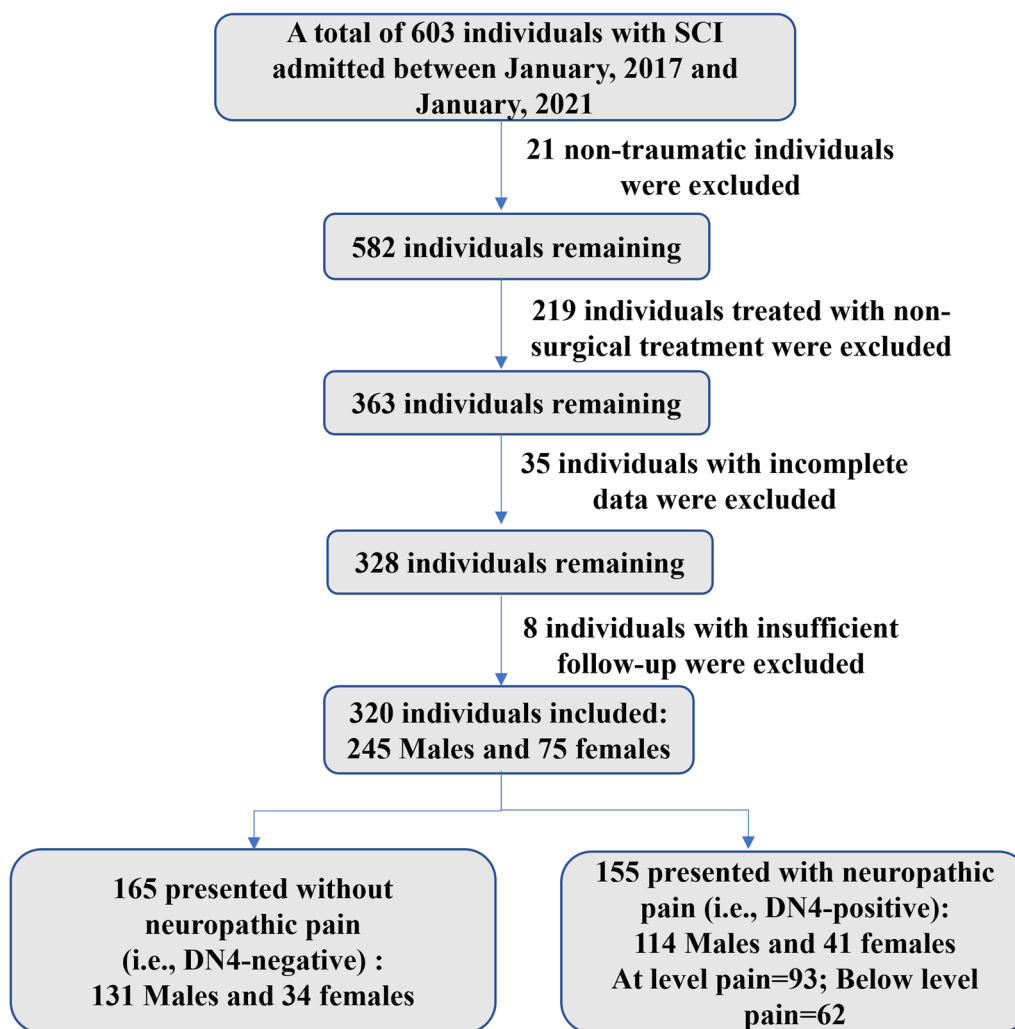 A total of 603 individuals with SCI
admitted between January, 2017 and
January, 2021
21 non-traumatic individuals
were excluded
582 individuals remaining
219 individuals treated with non-
surgical treatment were excluded
363 individuals remaining
35 individuals with incomplete
data were excluded
328 individuals remaining
8 individuals with insufficient
follow-up were excluded
320 individuals included:
245 Males and 75 females
165 presented without
neuropathic pain
(i.e., DN4-negative) :
131 Males and 34 females
155 presented with neuropathic
pain (i.e., DN4-positive):
114 Males and 41 females
At level pain=93; Below level
pain=62